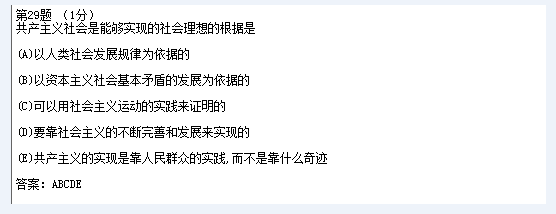 第29题 （1分）
共产主义社会是能够实现的社会理想的根据是
(A)以人类社会发展规律为依据的
(B)以资本主义社会基本矛盾的发展为依据的
(C)可以用社会主义运动的实践来证明的
(D)要靠社会主义的不断完善和发展来实现的
(E)共产主义的实现是靠人民群众的实践,而不是靠什么奇迹
答案: ABCDE